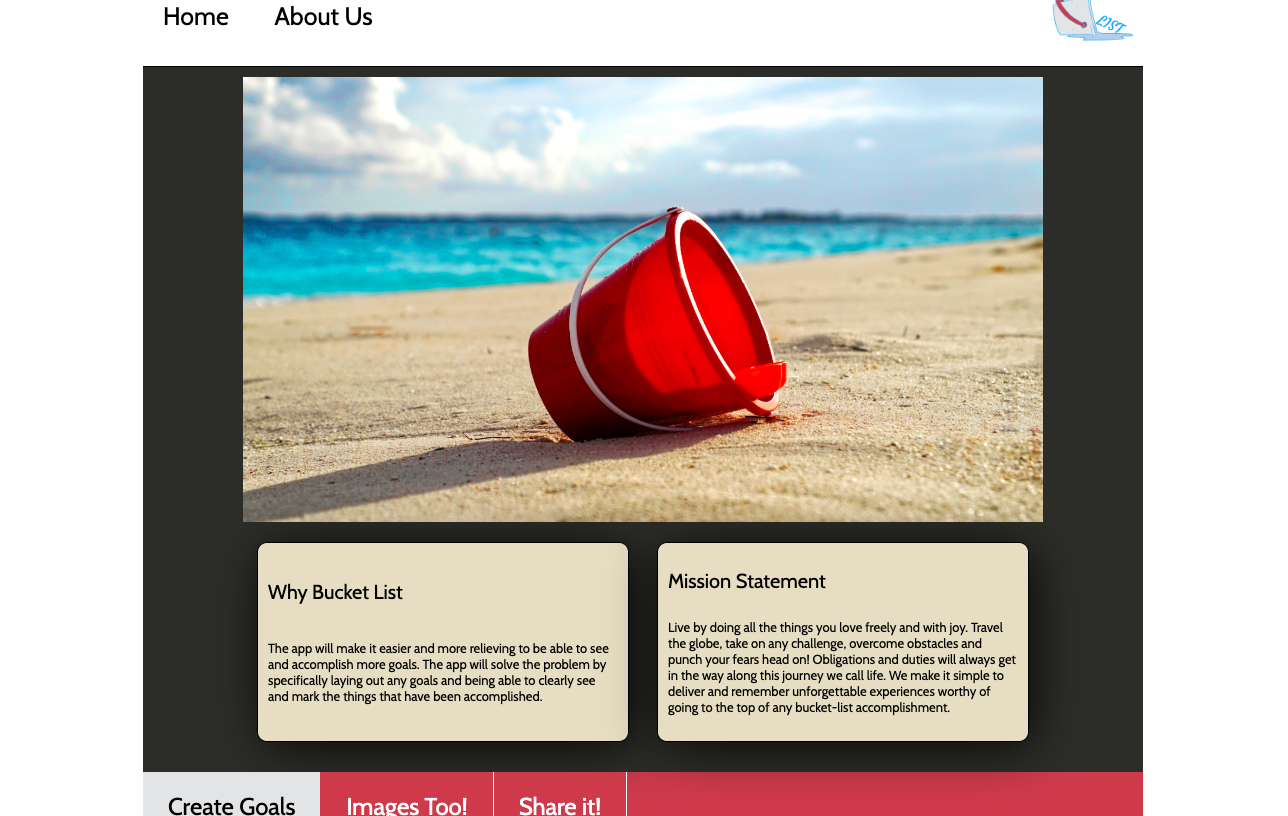 Home About Us
LIST
Why Bucket List
The app will make it easier and more relieving to be able to see
and accomplish more goals. The app will solve the problem by
specifically laying out any goals and being able to clearly see
and mark the things that have been accomplished.
Mission Statement
Live by doing all the things you love freely and with joy. Travel
the globe, take on any challenge, overcome obstacles and
punch your fears head on! Obligations and duties will always get
in the way along this journey we call life. We make it simple to
deliver and remember unforgettable experiences worthy of
going to the top of any bucket-list accomplishment.
Create Goals Images Too! Share it!